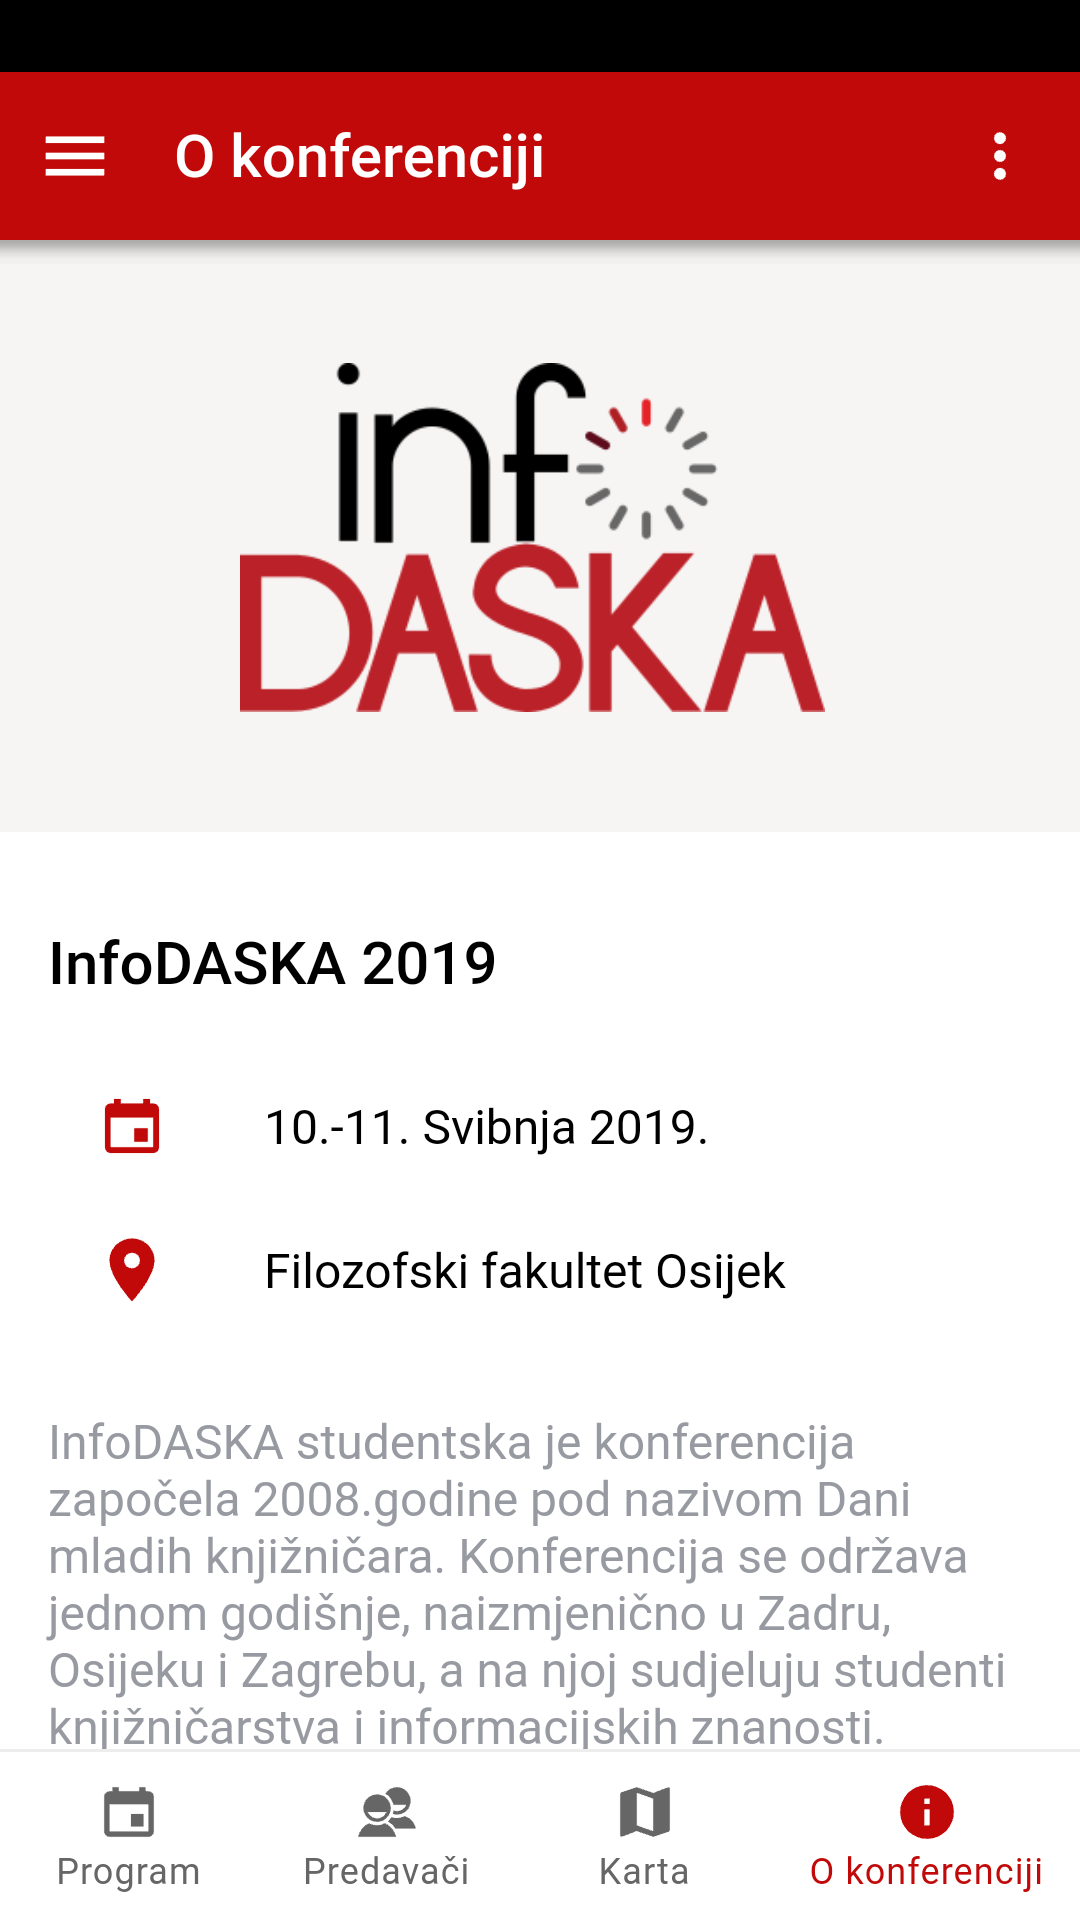 O konferenciji
info
DASKA
InfoDASKA 2019
10.-11. Svibnja 2019.
Filozofski fakultet Osijek
InfoDASKA studentska je konferencija
započela 2008.godine pod nazivom Dani
mladih knjižničara. Konferencija se održava
jednom godišnje, naizmjenično u Zadru,
Osijeku i Zagrebu, a na njoj sudjeluju studenti
knjižničarstva i informacijskih znanosti.
Program
Predavači
Karta
O konferenciji